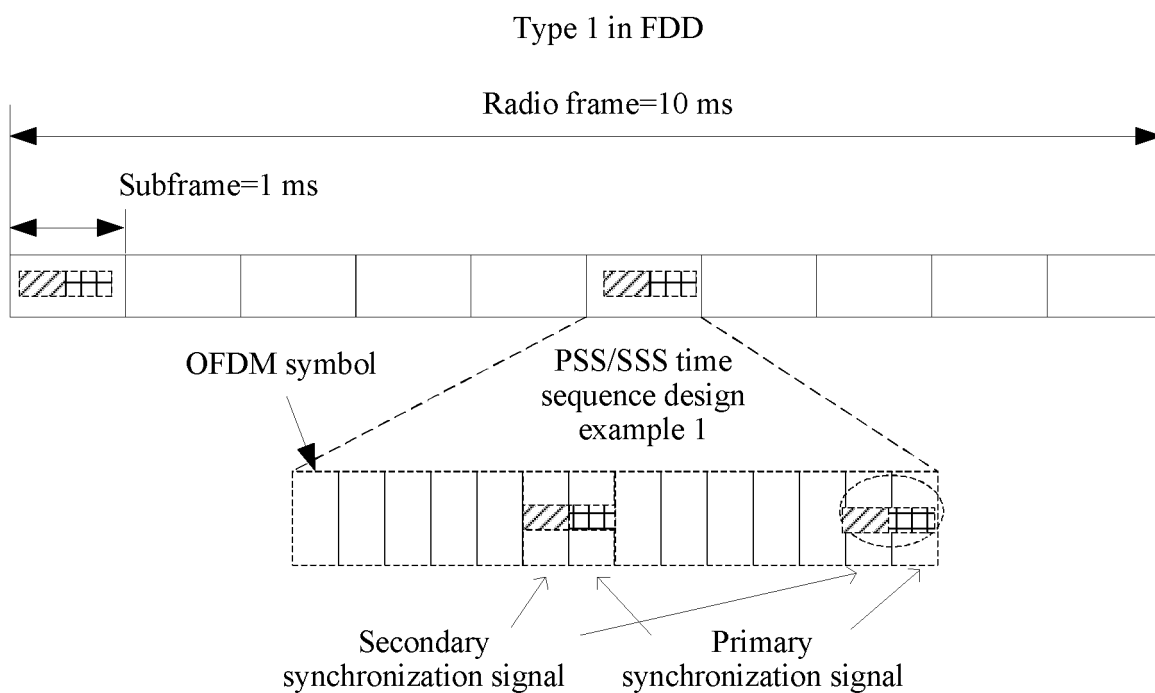 Type 1 in FDD
Radio frame=10 ms
Subframe=1 ms
OFDM symbol
PSS/SSS time
sequence design
example 1
Secondary
synchronization signal
Primary
synchronization signal